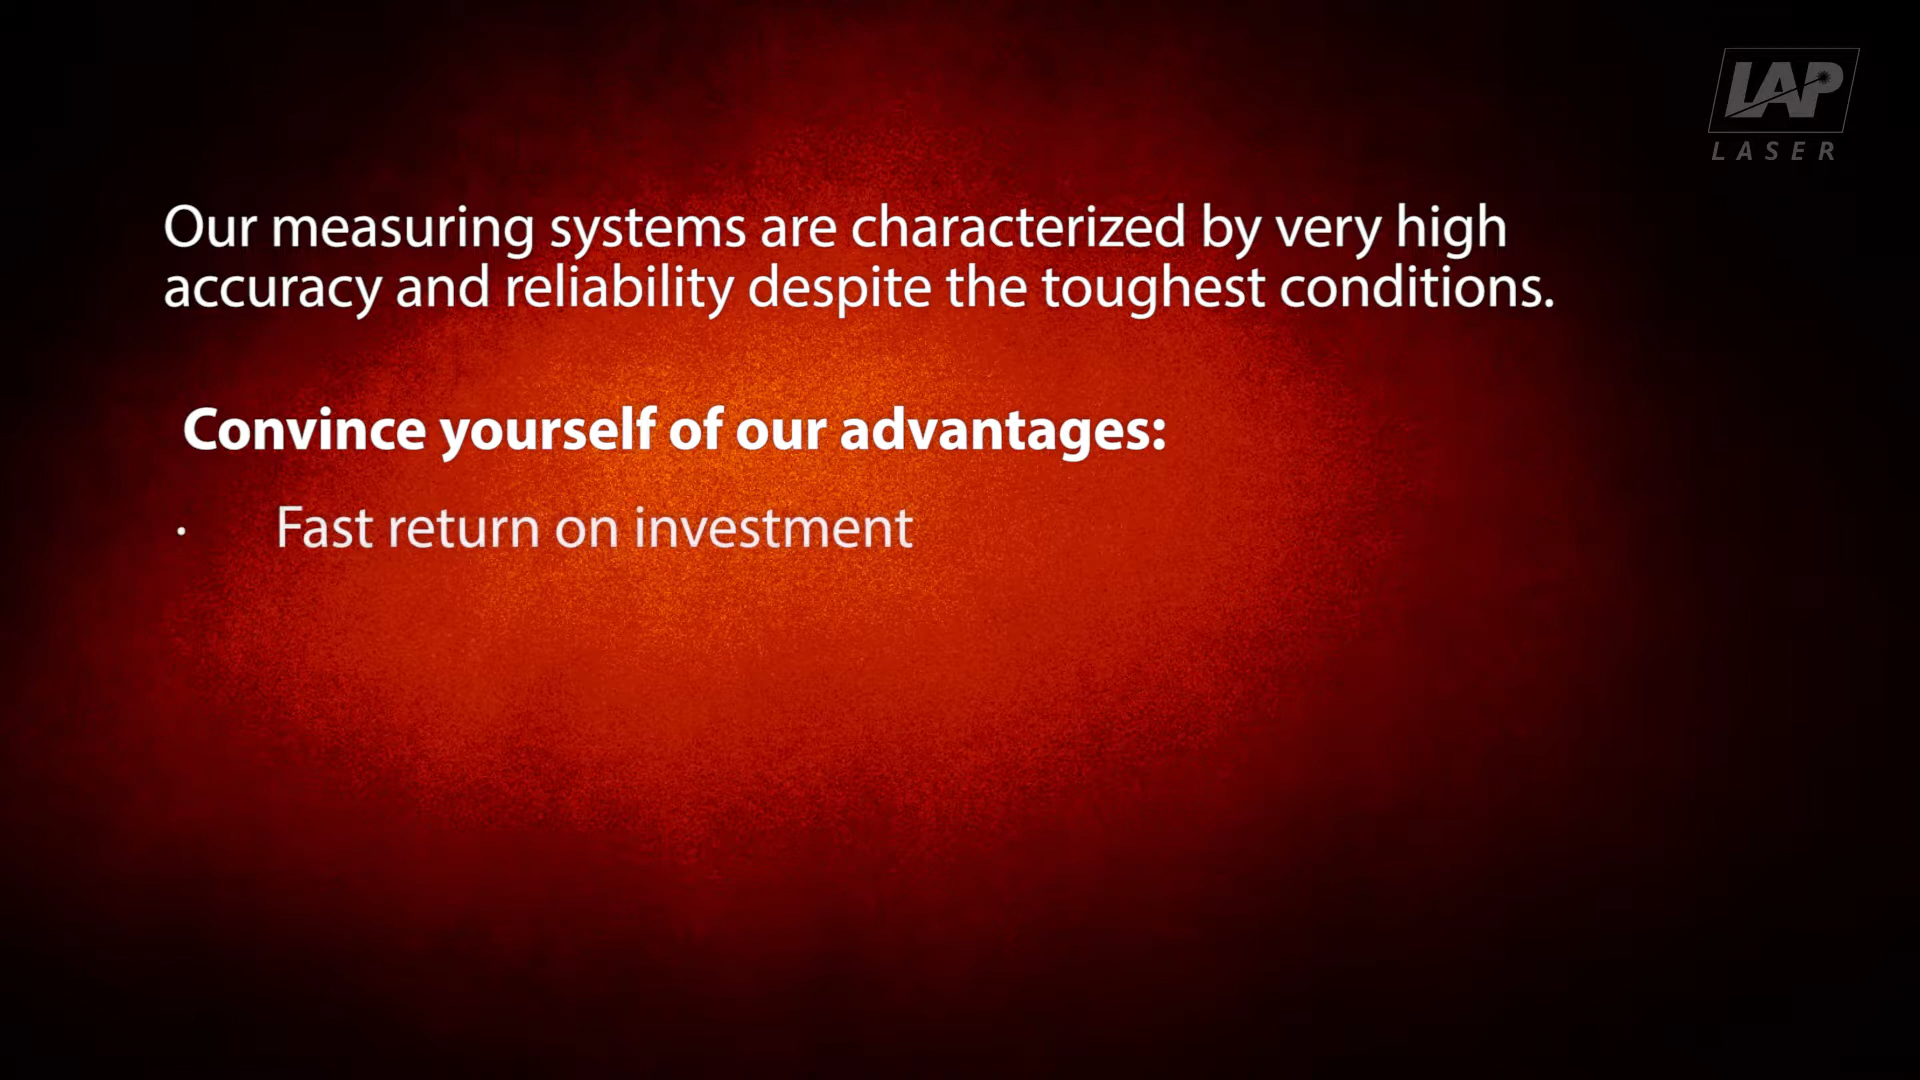 LAP
LASER
Our measuring systems are characterized by very high
accuracy and reliability despite the toughest conditions.
Convince yourself of our advantages:
· Fast return on investment